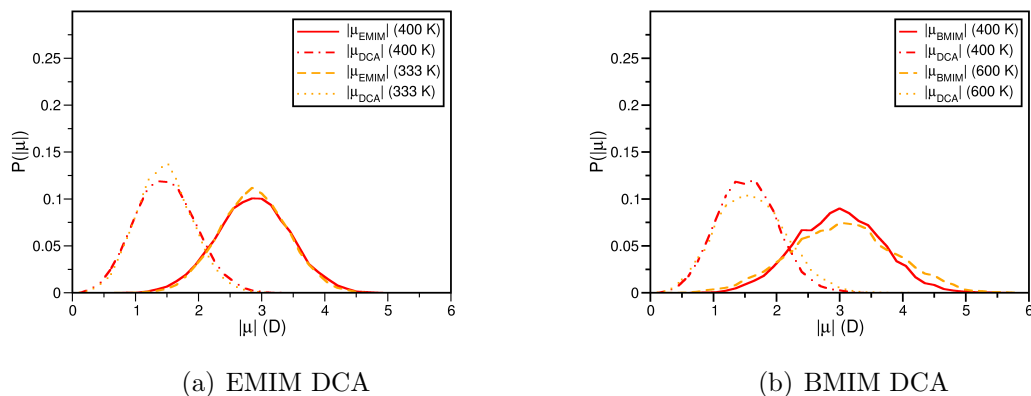 |μEMIM| (400 K)
|μDCA| (400 K)
|μEMIM| (333 K)
|μDCA| (333 K)
P(|μ|)
0.25
0.2
0.15
0.1
0.05
0
0 1 2 3 4 5 6
|μ| (D)
(a) EMIM DCA
|μBMIM| (400 K)
|μDCA| (400 K)
|μBMIM| (600 K)
|μDCA| (600 K)
P(|μ|)
0.25
0.2
0.15
0.1
0.05
0
0 1 2 3 4 5 6
|μ| (D)
(b) BMIM DCA